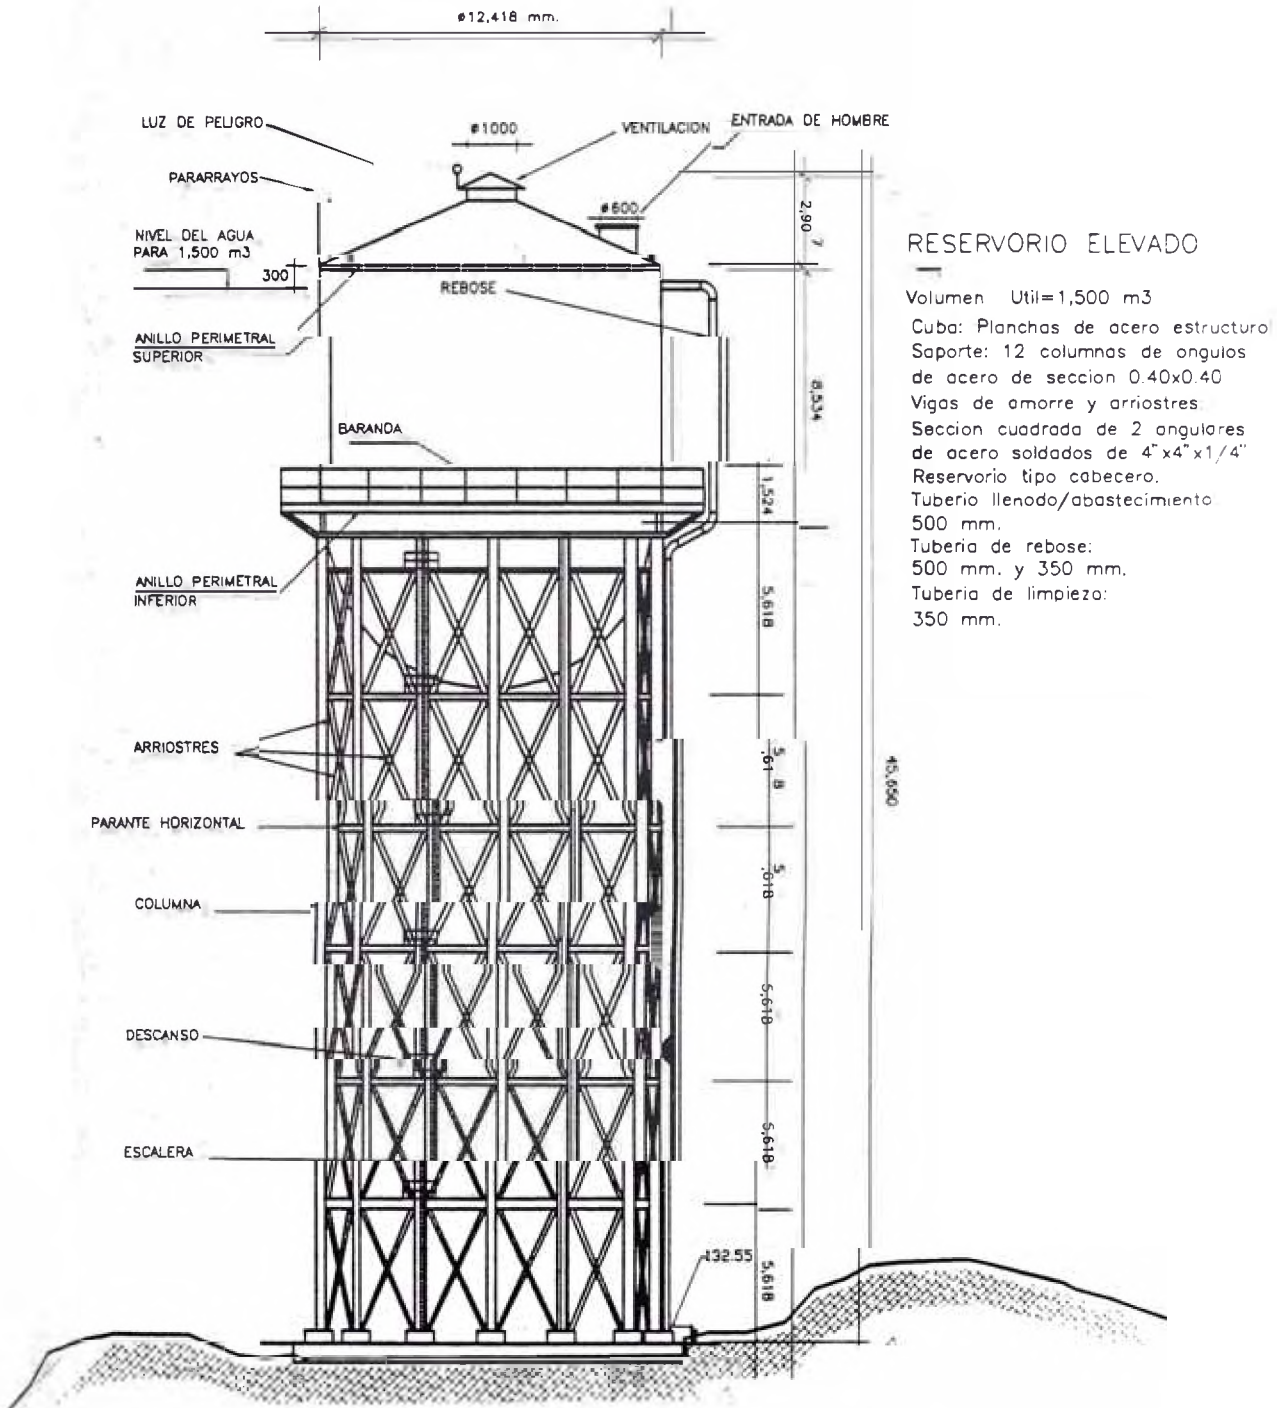 ø12,418 mm.
LUZ DE PELIGRO
ø1000
VENTILACION
ENTRADA DE HOMBRE
PARARRAYOS
ø600
2,90
7
NIVEL DEL AGUA
PARA 1,500 m3
300
REBOSE
ANILLO PERIMETRAL
SUPERIOR
8,534
BARANDA
1,524
ANILLO PERIMETRAL
INFERIOR
5,618
ARRIOSTRES
5,618
45,650
PARANTE HORIZONTAL
5,618
COLUMNA
5,618
DESCANSO
5,618
ESCALERA
132.55
5,618
RESERVORIO ELEVADO
Volumen Util=1,500 m3
Cuba: Planchas de acero estructural
Soporte: 12 columnas de angulos
de acero de seccion 0.40x0.40
Vigas de amorre y arriostres
Seccion cuadrada de 2 angulares
de acero soldados de 4"x4"x1/4"
Reservorio tipo cabecero.
Tuberia llenado/abastecimiento
500 mm.
Tuberia de rebose:
500 mm. y 350 mm.
Tuberia de limpieza:
350 mm.